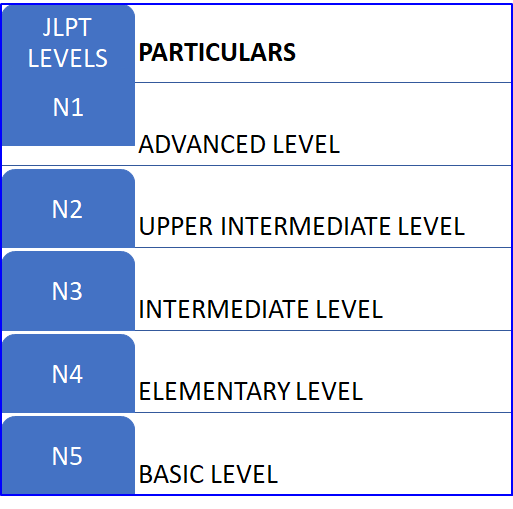 JLPT
LEVELS
PARTICULARS
N1
ADVANCED LEVEL
N2
UPPER INTERMEDIATE LEVEL
N3
INTERMEDIATE LEVEL
N4
ELEMENTARY LEVEL
N5
BASIC LEVEL